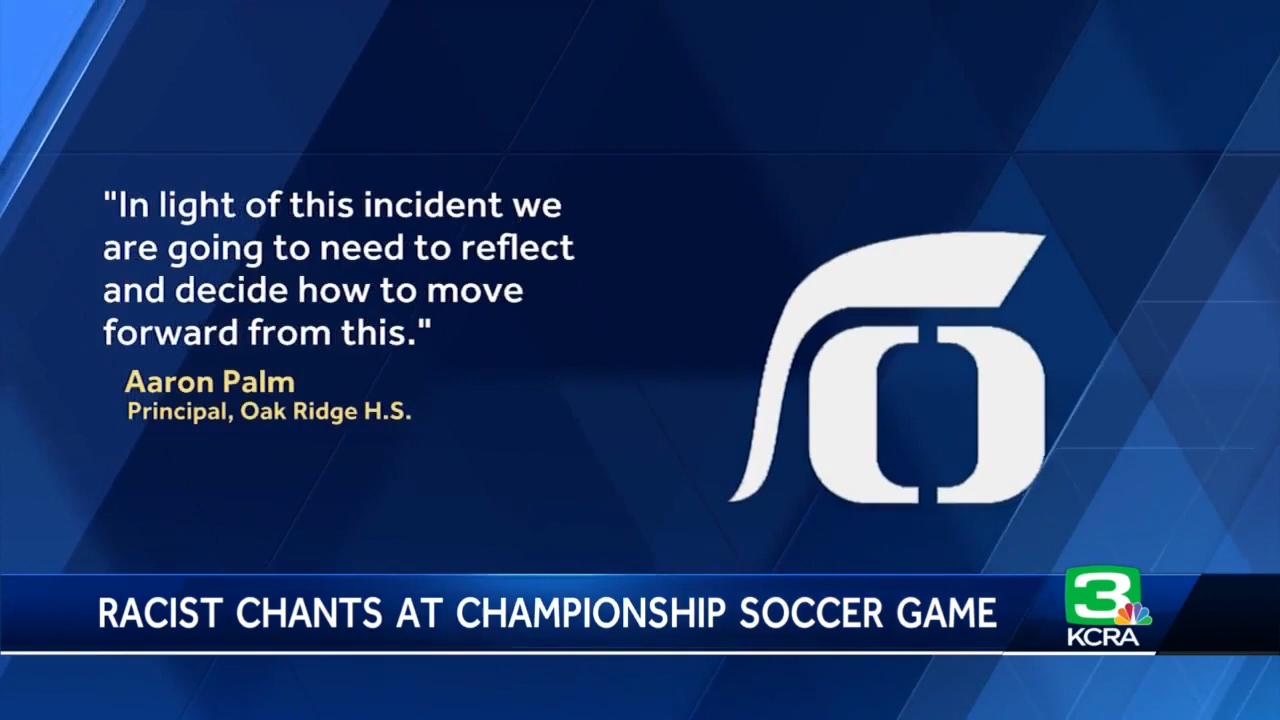 "In light of this incident we
are going to need to reflect
and decide how to move
forward from this."
Aaron Palm
Principal, Oak Ridge H.S.
RACIST CHANTS AT CHAMPIONSHIP SOCCER GAME
3
KCRA